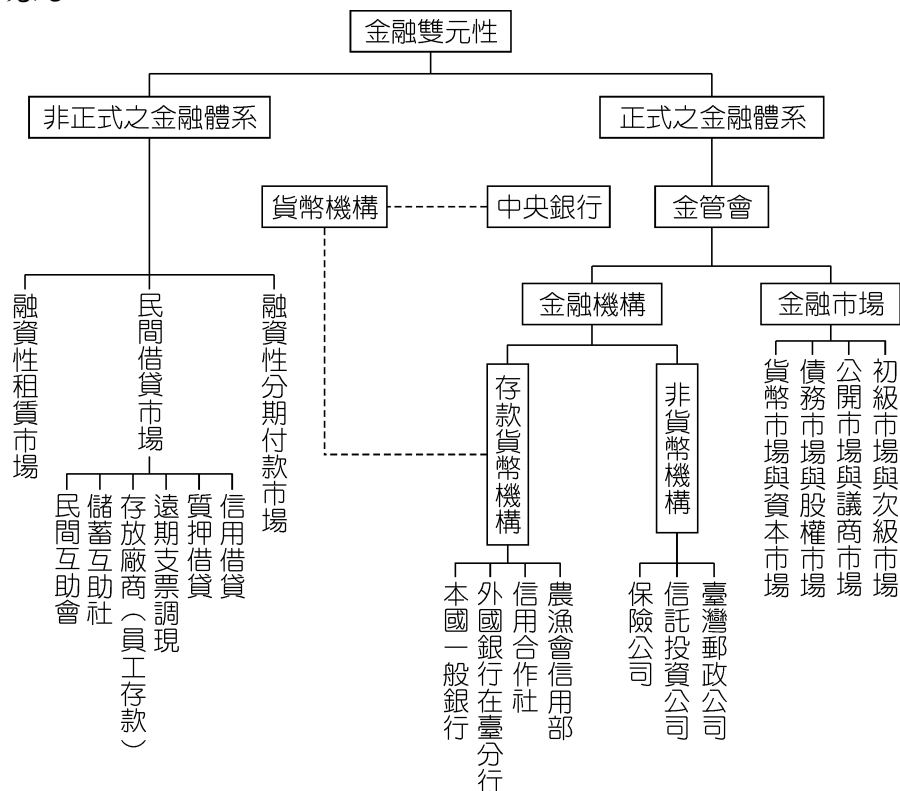 金融雙元性
非正式之金融體系
正式之金融體系
貨幣機構
中央銀行
金管會
金融機構
金融市場
融資性租賃市場
民間借貸市場
融資性分期付款市場
存款貨幣機構
非貨幣機構
貨幣市場與資本市場
債務市場與股權市場
公開市場與議商市場
初級市場與次級市場
民間互助會
儲蓄互助社
存放廠商（員工存款）
遠期支票調現
質押借貸
信用借貸
本國一般銀行
外國銀行在臺分行
信用合作社
農漁會信用部
保險公司
信託投資公司
臺灣郵政公司